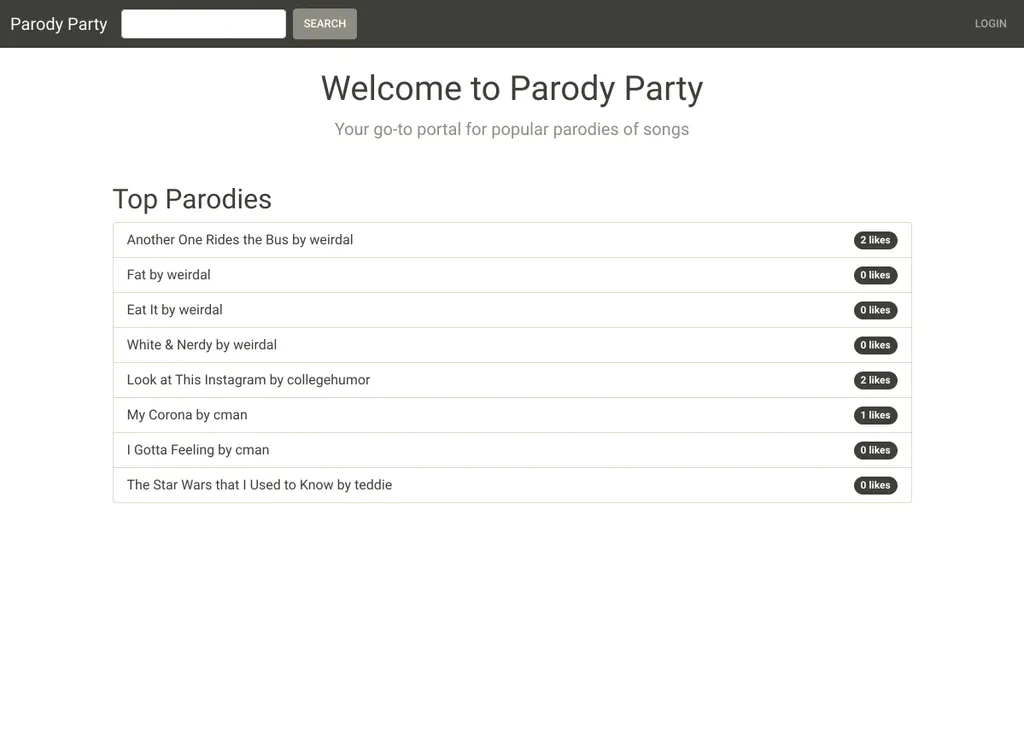 Parody Party SEARCH LOGIN
Welcome to Parody Party
Your go-to portal for popular parodies of songs
Top Parodies
Another One Rides the Bus by weirdal 2 likes
Fat by weirdal 0 likes
Eat It by weirdal 0 likes
White & Nerdy by weirdal 0 likes
Look at This Instagram by collegehumor 2 likes
My Corona by cman 1 likes
I Gotta Feeling by cman 0 likes
The Star Wars that I Used to Know by teddie 0 likes